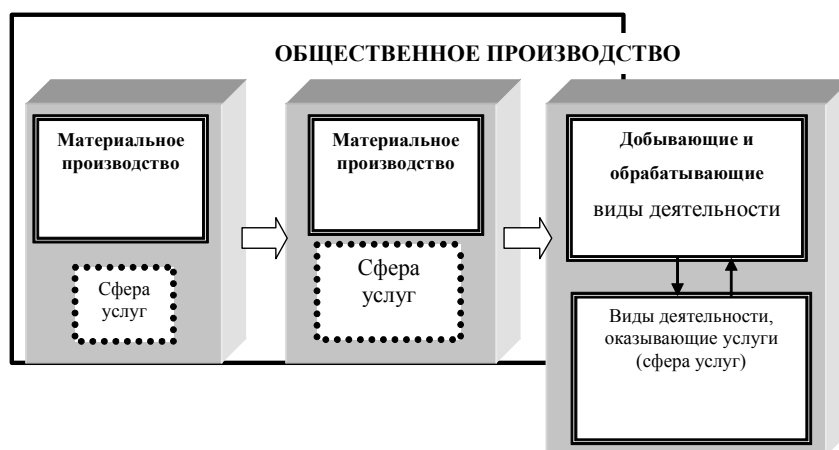 ОБЩЕСТВЕННОЕ ПРОИЗВОДСТВО
Материальное
производство
Сфера
услуг
Материальное
производство
Сфера
услуг
Добывающие и
обрабатывающие
виды деятельности
Виды деятельности,
оказывающие услуги
(сфера услуг)